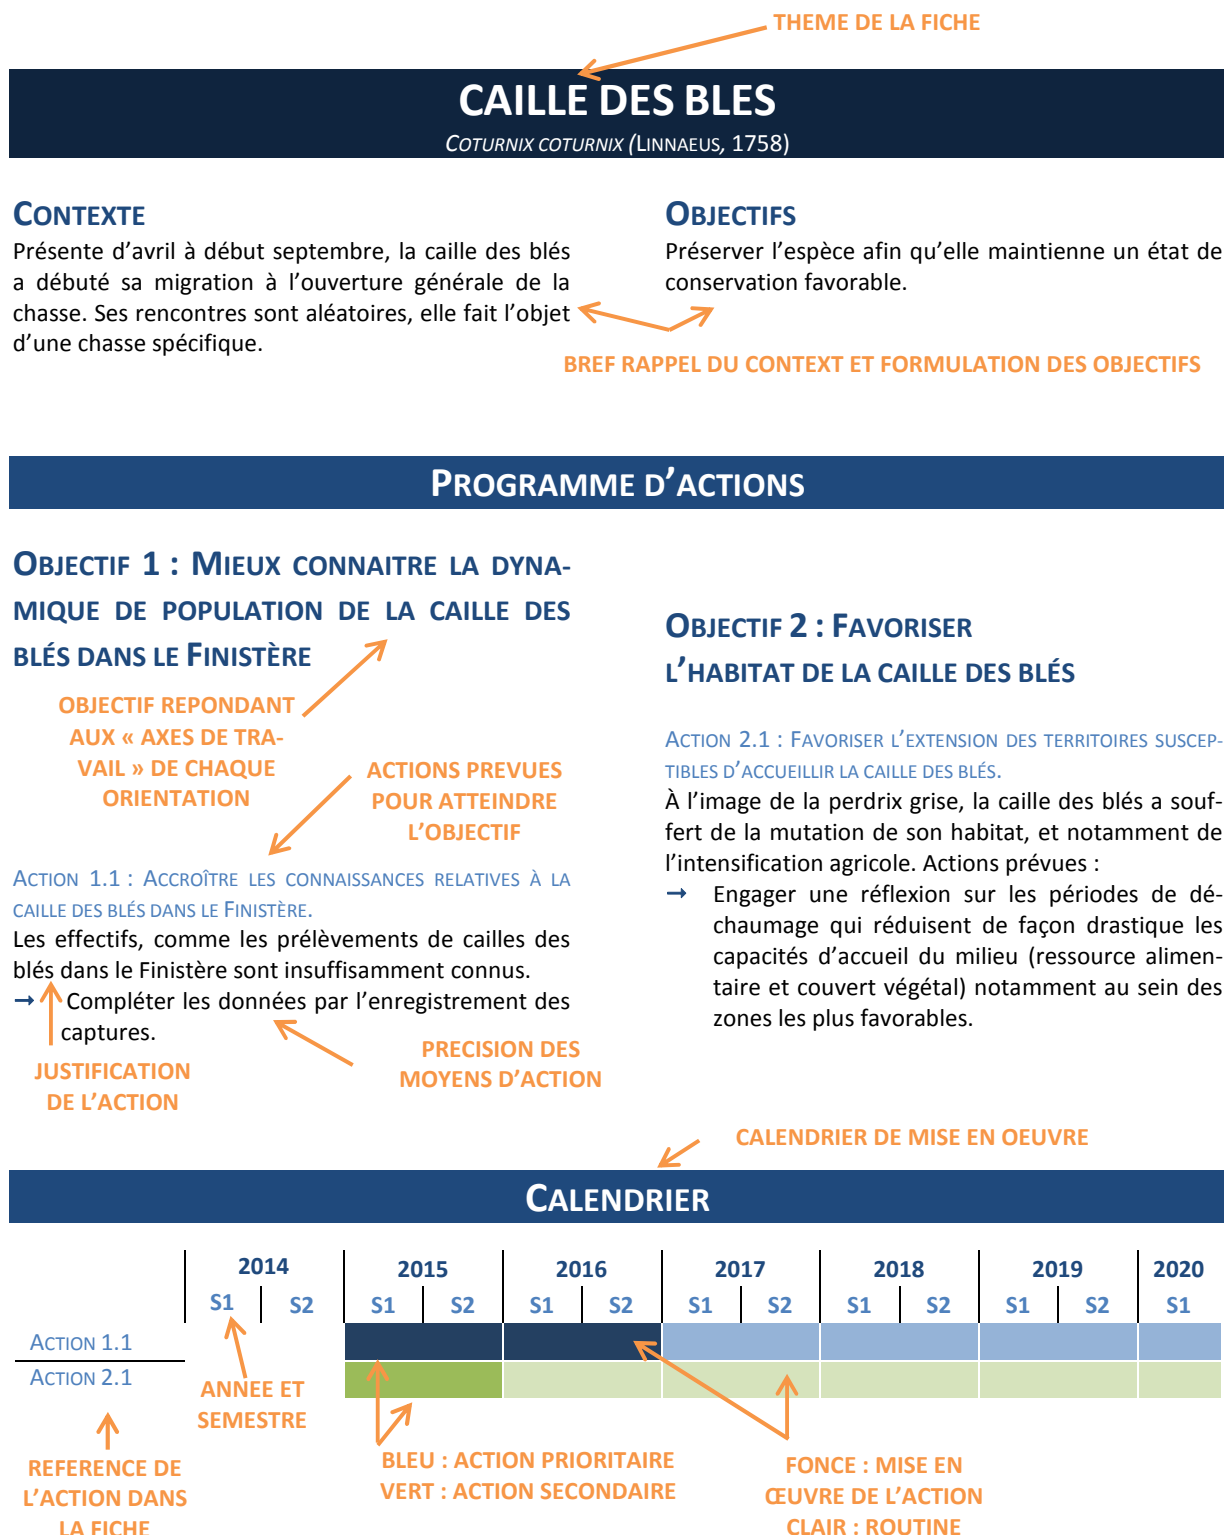 THEME DE LA FICHE
CAILLE DES BLES
COTURNIX COTURNIX (LINNAEUS, 1758)
CONTEXTE
Présente d'avril à début septembre, la caille des blés
a débuté sa migration à l'ouverture générale de la
chasse. Ses rencontres sont aléatoires, elle fait l'objet
d'une chasse spécifique.
OBJECTIFS
Préserver l'espèce afin qu'elle maintienne un état de
conservation favorable.
BREF RAPPEL DU CONTEXT ET FORMULATION DES OBJECTIFS
PROGRAMME D'ACTIONS
OBJECTIF 1 : MIEUX CONNAITRE LA DYNA-
MIQUE DE POPULATION DE LA CAILLE DES
BLÉS DANS LE FINISTÈRE
OBJECTIF REPONDANT
AUX « AXES DE TRA-
VAIL » DE CHAQUE
ORIENTATION
ACTIONS PREVUES
POUR ATTEINDRE
L'OBJECTIF
ACTION 1.1 : ACCROÎTRE LES CONNAISSANCES RELATIVES À LA
CAILLE DES BLÉS DANS LE FINISTÈRE.
Les effectifs, comme les prélèvements de cailles des
blés dans le Finistère sont insuffisamment connus.
→ Compléter les données par l'enregistrement des
captures.
JUSTIFICATION
DE L'ACTION
PRECISION DES
MOYENS D'ACTION
OBJECTIF 2 : FAVORISER
L'HABITAT DE LA CAILLE DES BLÉS
ACTION 2.1 : FAVORISER L'EXTENSION DES TERRITOIRES SUSCEP-
TIBLES D'ACCUEILLIR LA CAILLE DES BLÉS.
À l'image de la perdrix grise, la caille des blés a souf-
fert de la mutation de son habitat, et notamment de
l'intensification agricole. Actions prévues :
→ Engager une réflexion sur les périodes de dé-
chaumage qui réduisent de façon drastique les
capacités d'accueil du milieu (ressource alimen-
taire et couvert végétal) notamment au sein des
zones les plus favorables.
CALENDRIER DE MISE EN OEUVRE
CALENDRIER
2014 2015 2016 2017 2018 2019 2020
S1 S2 S1 S2 S1 S2 S1 S2 S1 S2 S1 S2 S1
ACTION 1.1
ACTION 2.1
ANNEE ET
SEMESTRE
REFERENCE DE
L'ACTION DANS
LA FICHE
BLEU : ACTION PRIORITAIRE
VERT : ACTION SECONDAIRE
FONCE : MISE EN
ŒUVRE DE L'ACTION
CLAIR : ROUTINE